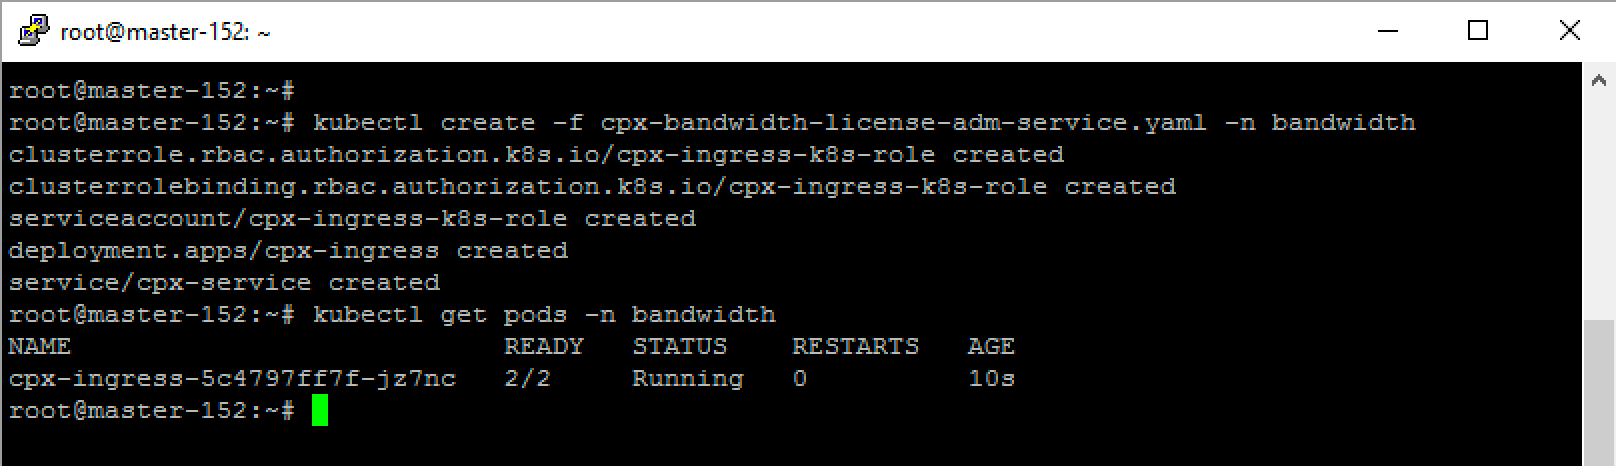 root@master-152: ~
root@master-152:~#
root@master-152:~# kubectl create -f cpx-bandwidth-license-adm-service.yaml -n bandwidth
clusterrole.rbac.authorization.k8s.io/cpx-ingress-k8s-role created
clusterrolebinding.rbac.authorization.k8s.io/cpx-ingress-k8s-role created
serviceaccount/cpx-ingress-k8s-role created
deployment.apps/cpx-ingress created
service/cpx-service created
root@master-152:~# kubectl get pods -n bandwidth
NAME READY STATUS RESTARTS AGE
cpx-ingress-5c4797ff7f-jz7nc 2/2 Running 0 10s
root@master-152:~#